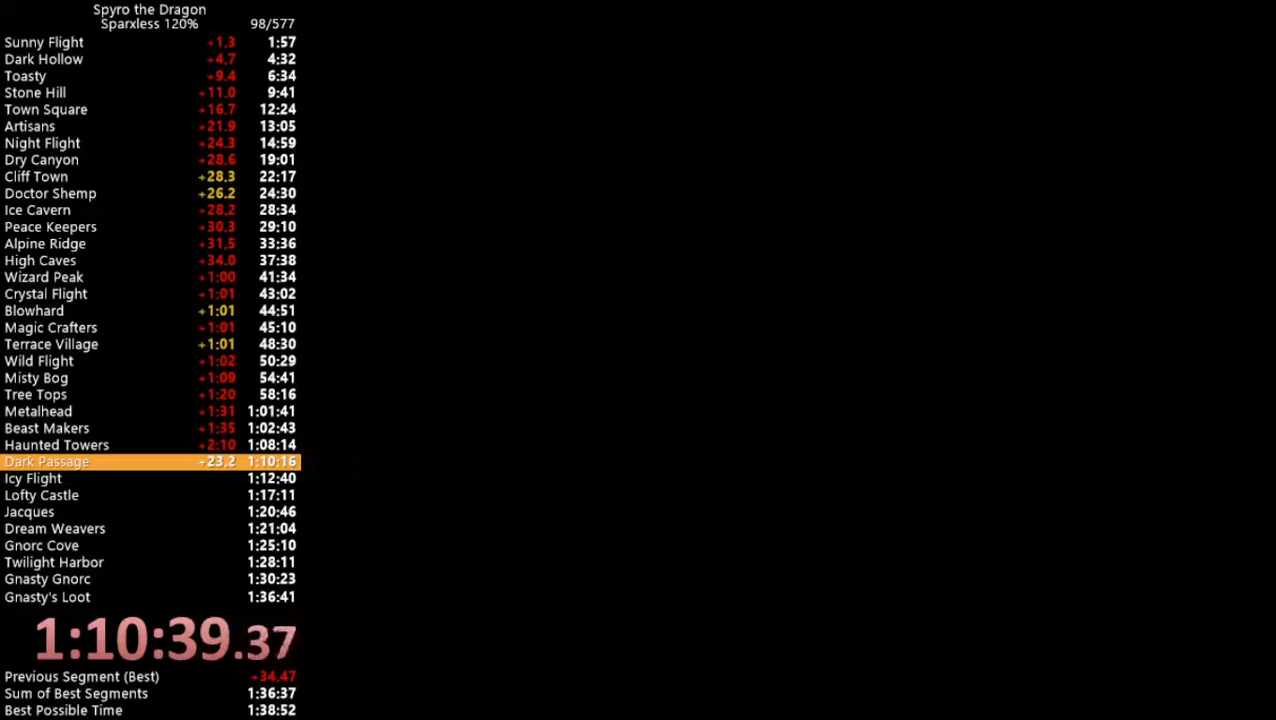 Spyro the Dragon
Sparxless 120% 98/577
Sunny Flight +1.3 1:57
Dark Hollow +4.7 4:32
Toasty +9.4 6:34
Stone Hill +11.0 9:41
Town Square +16.7 12:24
Artisans +21.9 13:05
Night Flight +24.3 14:59
Dry Canyon +28.6 19:01
Cliff Town +28.3 22:17
Doctor Shemp +26.2 24:30
Ice Cavern +28.2 28:34
Peace Keepers +30.3 29:10
Alpine Ridge +31.5 33:36
High Caves +34.0 37:38
Wizard Peak +1:00 41:34
Crystal Flight +1:01 43:02
Blowhard +1:01 44:51
Magic Crafters +1:01 45:10
Terrace Village +1:01 48:30
Wild Flight +1:02 50:29
Misty Bog +1:09 54:41
Tree Tops +1:20 58:16
Metalhead +1:31 1:01:41
Beast Makers +1:35 1:02:43
Haunted Towers +2:10 1:08:14
Dark Passage +23.2 1:10:16
Icy Flight 1:12:40
Lofty Castle 1:17:11
Jacques 1:20:46
Dream Weavers 1:21:04
Gnorc Cove 1:25:10
Twilight Harbor 1:28:11
Gnasty Gnorc 1:30:23
Gnasty's Loot 1:36:41
1:10:39.37
Previous Segment (Best) +34.47
Sum of Best Segments 1:36:37
Best Possible Time 1:38:52